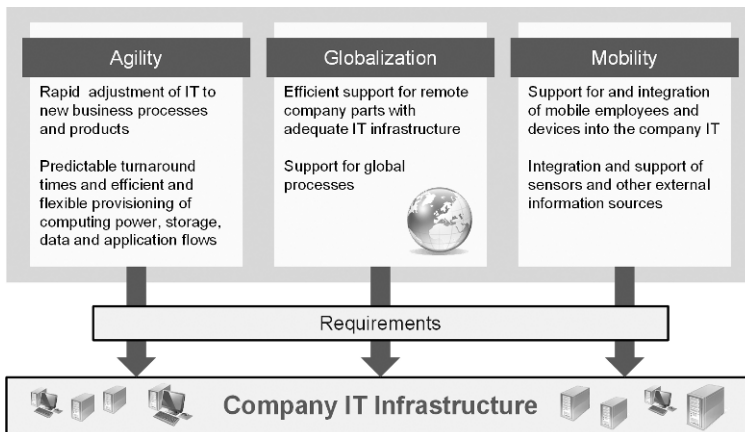 Agility
Rapid adjustment of IT to
new business processes
and products
Predictable turnaround
times and efficient and
flexible provisioning of
computing power, storage,
data and application flows
Globalization
Efficient support for remote
company parts with
adequate IT infrastructure
Support for global
processes
Mobility
Support for and integration
of mobile employees and
devices into the company IT
Integration and support of
sensors and other external
information sources
Requirements
Company IT Infrastructure